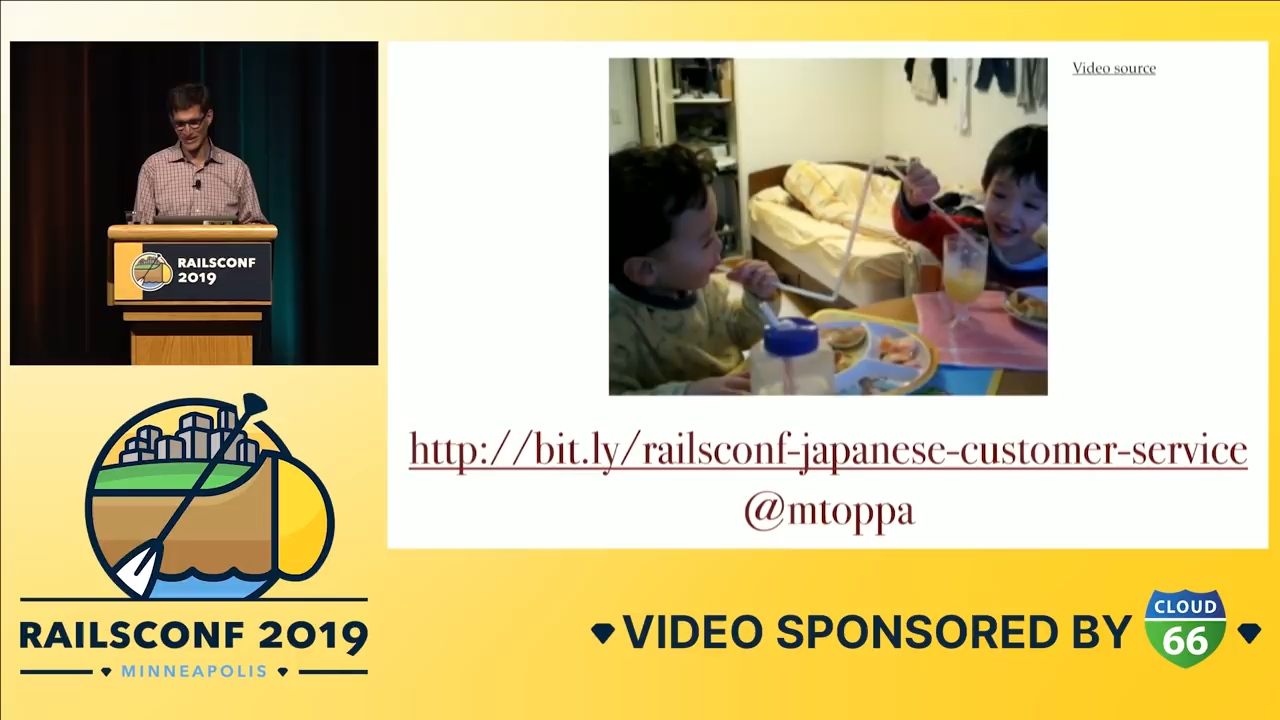 RAILSCONF
2019
Video source
http://bit.ly/railsconf-japanese-customer-service
@mtoppa
RAILSCONF 2019
MINNEAPOLIS
VIDEO SPONSORED BY
CLOUD
66